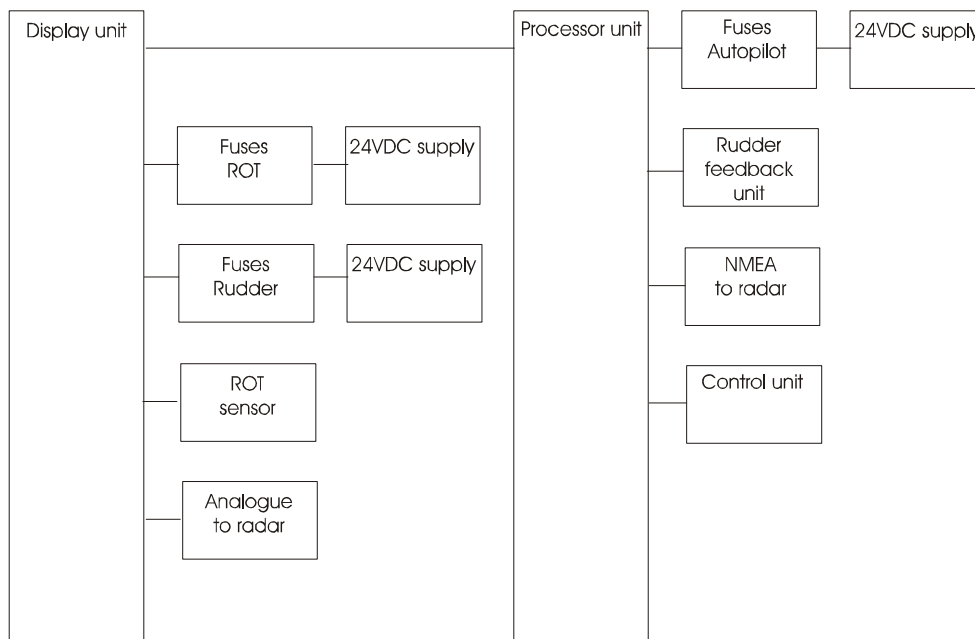 Display unit
Processor unit
Fuses
Autopilot
24VDC supply
Fuses
ROT
24VDC supply
Rudder
feedback
unit
Fuses
Rudder
24VDC supply
NMEA
to radar
ROT
sensor
Control unit
Analogue
to radar